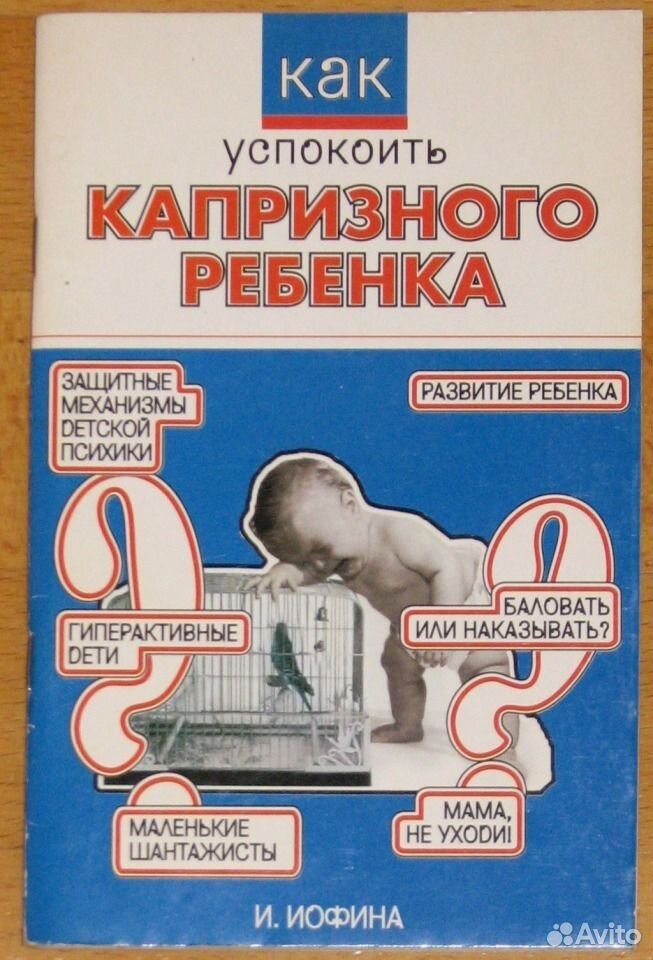 как
успокоить
КАПРИЗНОГО
РЕБЕНКА
ЗАЩИТНЫЕ
МЕХАНИЗМЫ
DЕТСКОЙ
ПСИХИКИ
РАЗВИТИЕ РЕБЕНКА
ГИПЕРАКТИВНЫЕ
DЕТИ
БАЛОВАТЬ
ИЛИ НАКАЗЫВАТЬ?
МАЛЕНЬКИЕ
ШАНТАЖИСТЫ
МАМА,
НЕ УХОDИ!
И. ИОФИНА
Avito